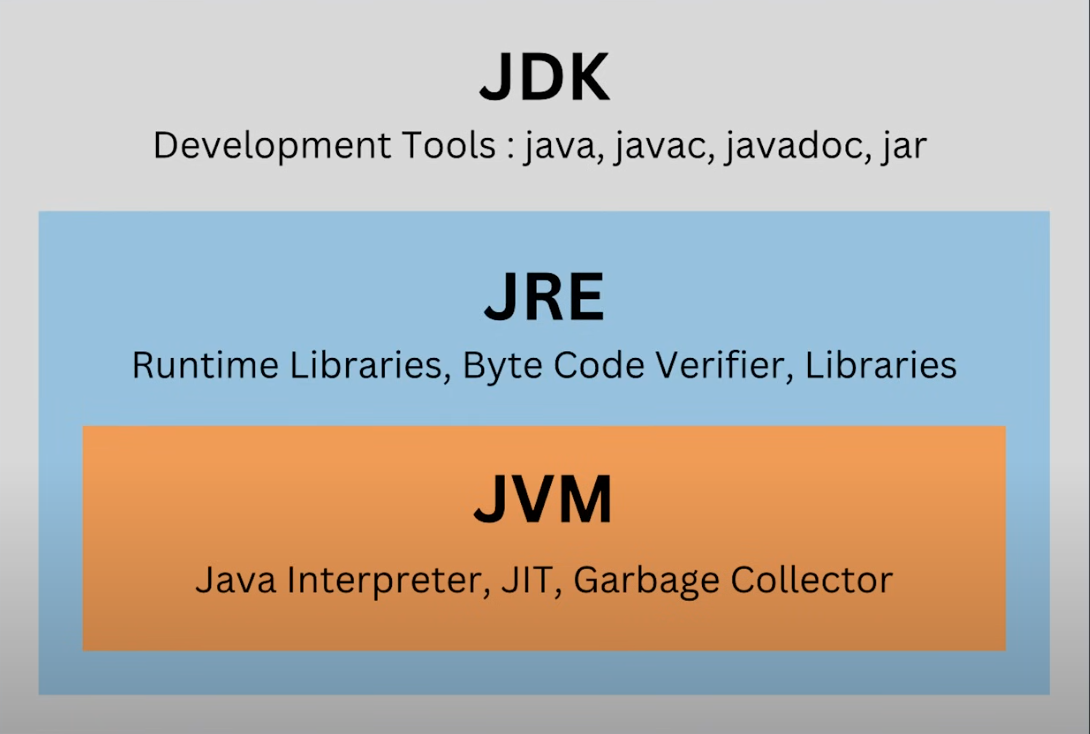 JDK
Development Tools : java, javac, javadoc, jar
JRE
Runtime Libraries, Byte Code Verifier, Libraries
JVM
Java Interpreter, JIT, Garbage Collector